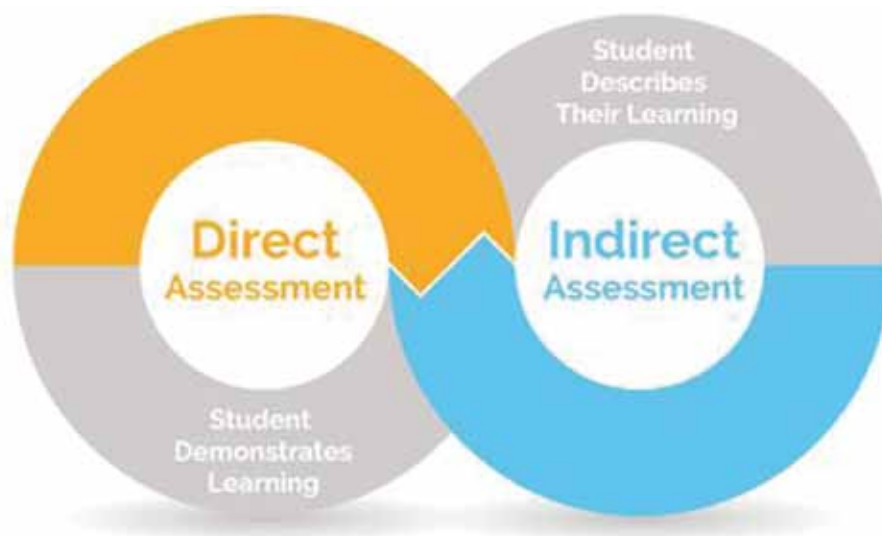 Direct
Assessment
Student
Demonstrates
Learning
Student
Describes
Their Learning
Indirect
Assessment